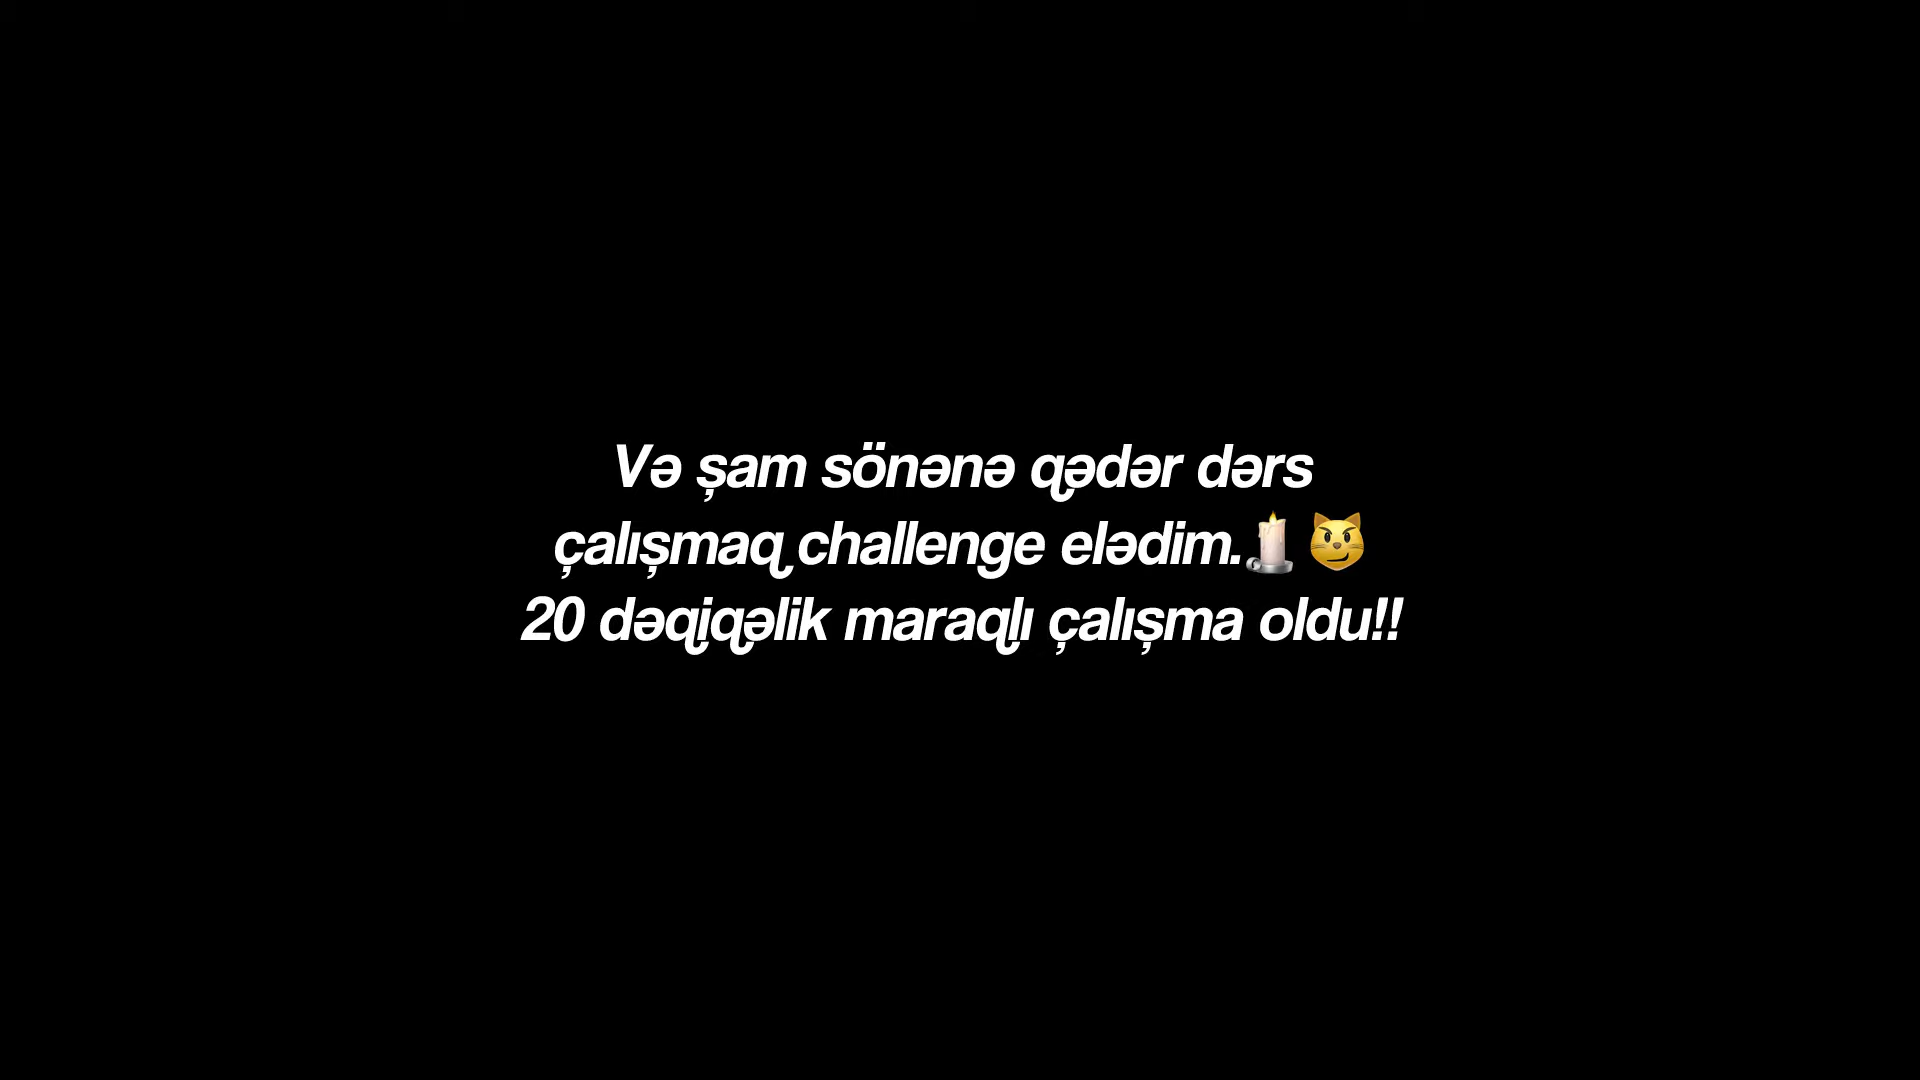 Və şam sönənə qədər dərs
çalışmaq challenge elədim.🕯️😼
20 dəqiqəlik maraqlı çalışma oldu!!